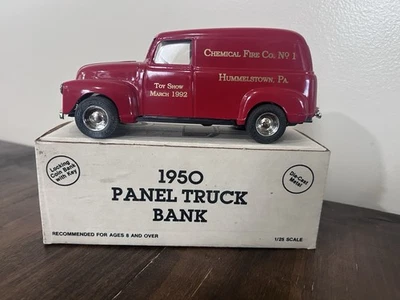 Chemical Fire Co. No 1
Hummelstown, Pa.
Toy Show
March 1992
Locking
Coin Bank
with Key
1950
PANEL TRUCK
BANK
Die-Cast
Metal
RECOMMENDED FOR AGES 8 AND OVER
1/25 SCALE